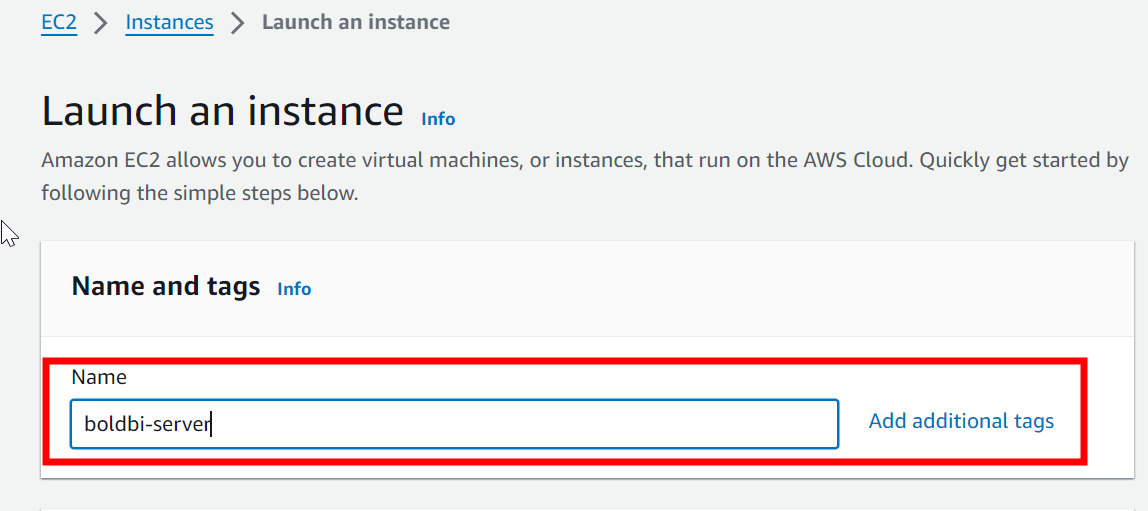 EC2 > Instances > Launch an instance
Launch an instance Info
Amazon EC2 allows you to create virtual machines, or instances, that run on the AWS Cloud. Quickly get started by
following the simple steps below.
Name and tags Info
Name
boldbi-server
Add additional tags